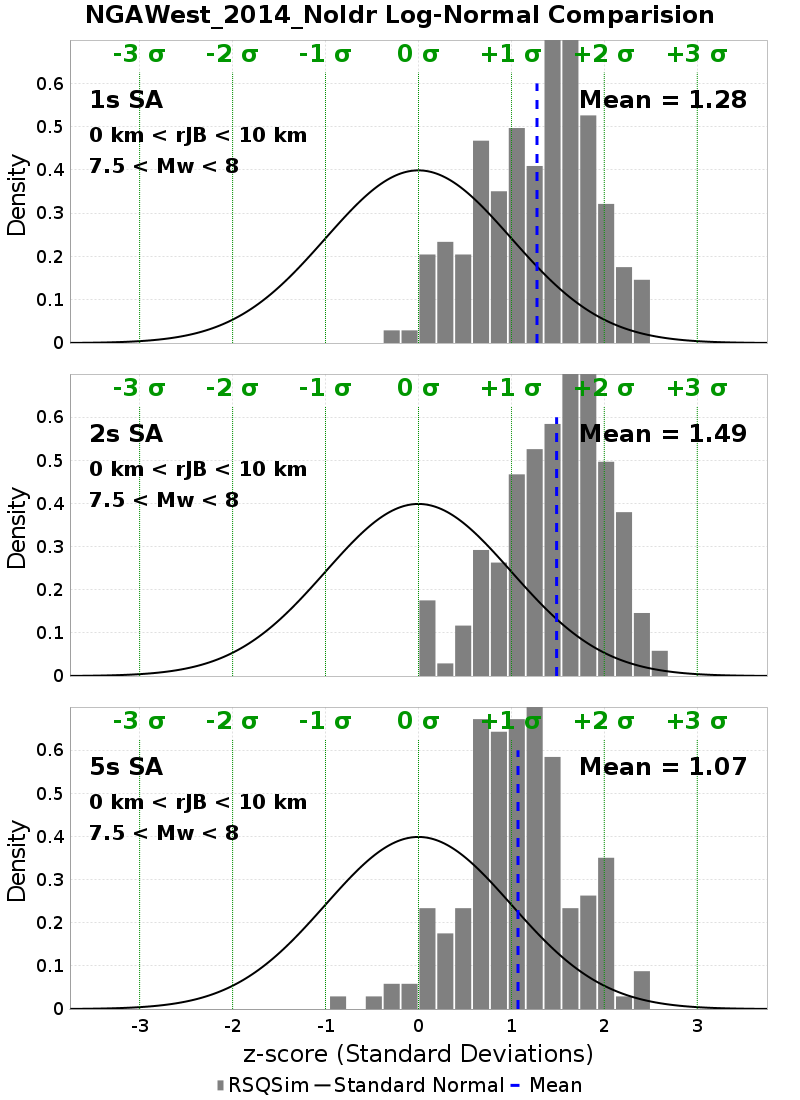 NGAWest_2014_NoIdr Log-Normal Comparision
-3 σ -2 σ -1 σ 0 σ +1 σ +2 σ +3 σ
1s SA
Mean = 1.28
0 km < rJB < 10 km
7.5 < Mw < 8
0.6
0.5
0.4
0.3
0.2
0.1
0
Density
-3 σ -2 σ -1 σ 0 σ +1 σ +2 σ +3 σ
2s SA
Mean = 1.49
0 km < rJB < 10 km
7.5 < Mw < 8
0.6
0.5
0.4
0.3
0.2
0.1
0
Density
-3 σ -2 σ -1 σ 0 σ +1 σ +2 σ +3 σ
5s SA
Mean = 1.07
0 km < rJB < 10 km
7.5 < Mw < 8
0.6
0.5
0.4
0.3
0.2
0.1
0
Density
-3 -2 -1 0 1 2 3
z-score (Standard Deviations)
RSQSim Standard Normal Mean